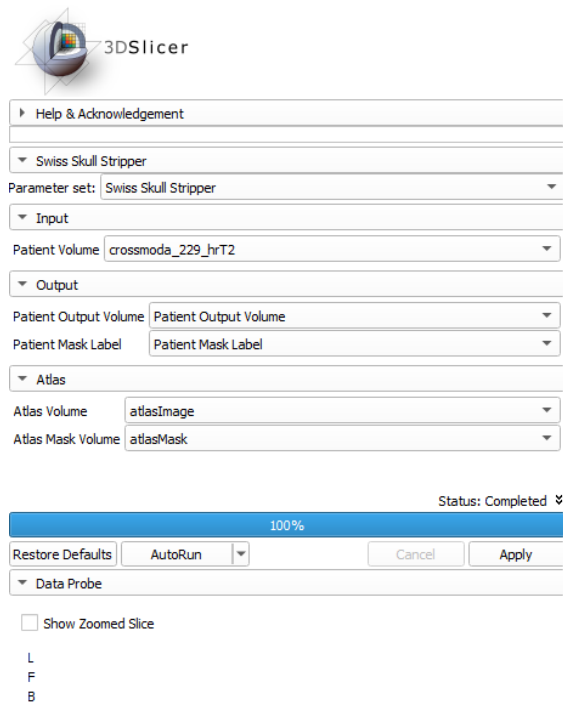 3DSlicer
Help & Acknowledgement
Swiss Skull Stripper
Parameter set: Swiss Skull Stripper
Input
Patient Volume crossmoda_229_hrT2
Output
Patient Output Volume Patient Output Volume
Patient Mask Label Patient Mask Label
Atlas
Atlas Volume atlasImage
Atlas Mask Volume atlasMask
Status: Completed
100%
Restore Defaults AutoRun Cancel Apply
Data Probe
Show Zoomed Slice
L
F
B